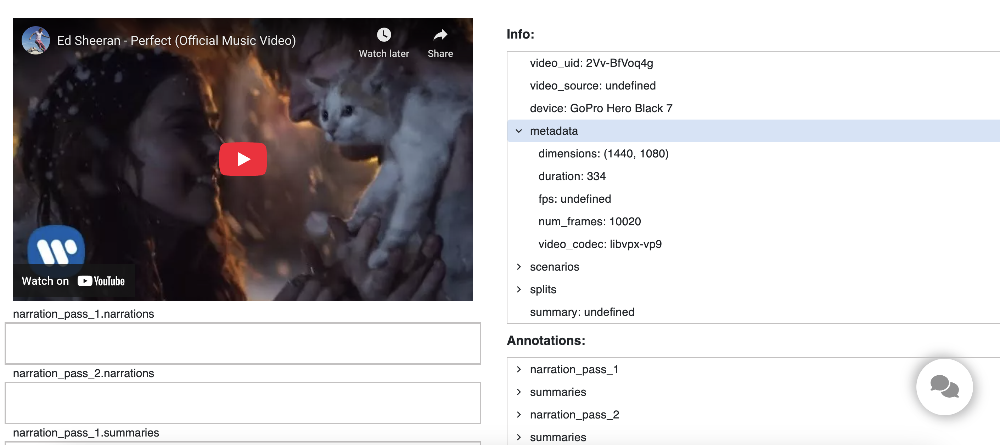 Ed Sheeran - Perfect (Official Music Video)
Watch later
Share
Watch on YouTube
narration_pass_1.narrations
narration_pass_2.narrations
narration_pass_1.summaries
Info:
video_uid: 2Vv-BfVoq4g
video_source: undefined
device: GoPro Hero Black 7
metadata
dimensions: (1440, 1080)
duration: 334
fps: undefined
num_frames: 10020
video_codec: libvpx-vp9
scenarios
splits
summary: undefined
Annotations:
narration_pass_1
summaries
narration_pass_2
summaries